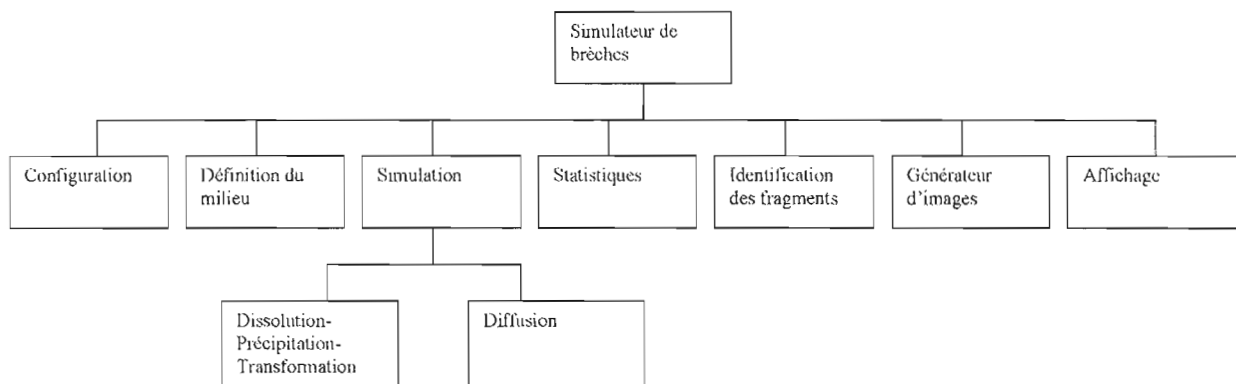 Simulateur de
brèches
Configuration
Définition du
milieu
Simulation
Statistiques
Identification
des fragments
Générateur
d'images
Affichage
Dissolution-
Précipitation-
Transformation
Diffusion